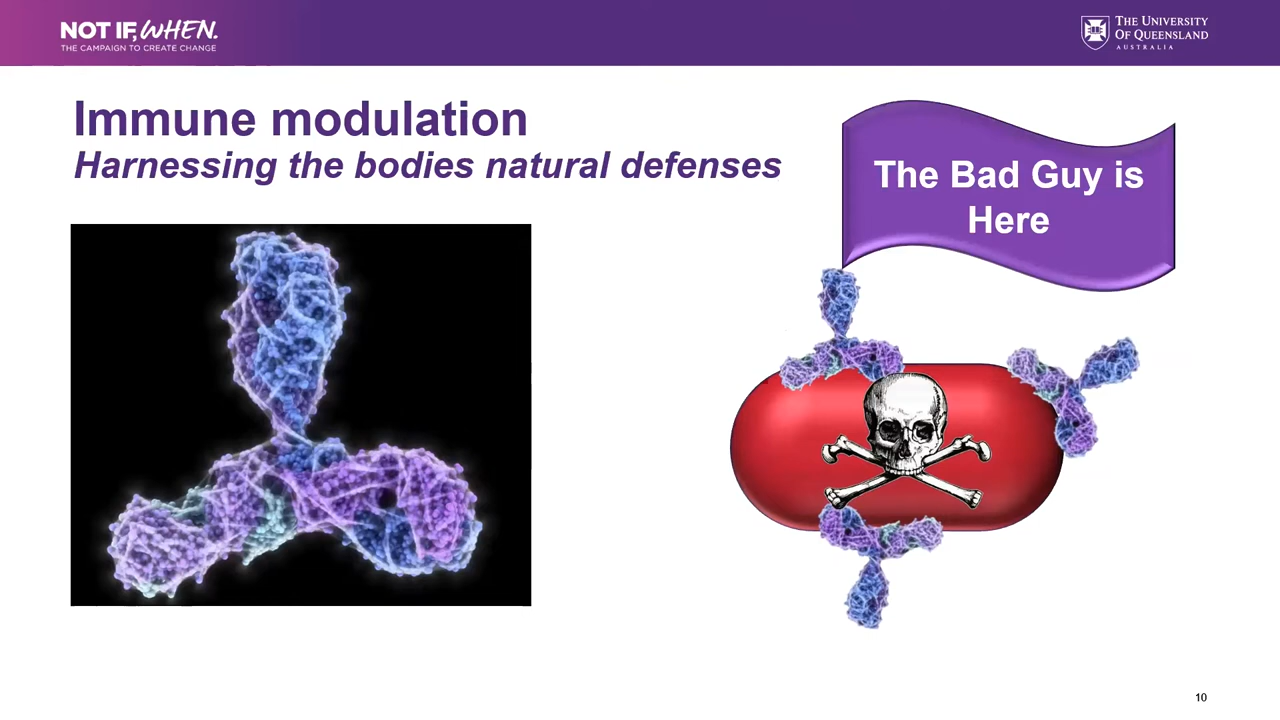 NOT IF, WHEN.
THE CAMPAIGN TO CREATE CHANGE
THE UNIVERSITY
OF QUEENSLAND
AUSTRALIA
Immune modulation
Harnessing the bodies natural defenses
The Bad Guy is
Here
10